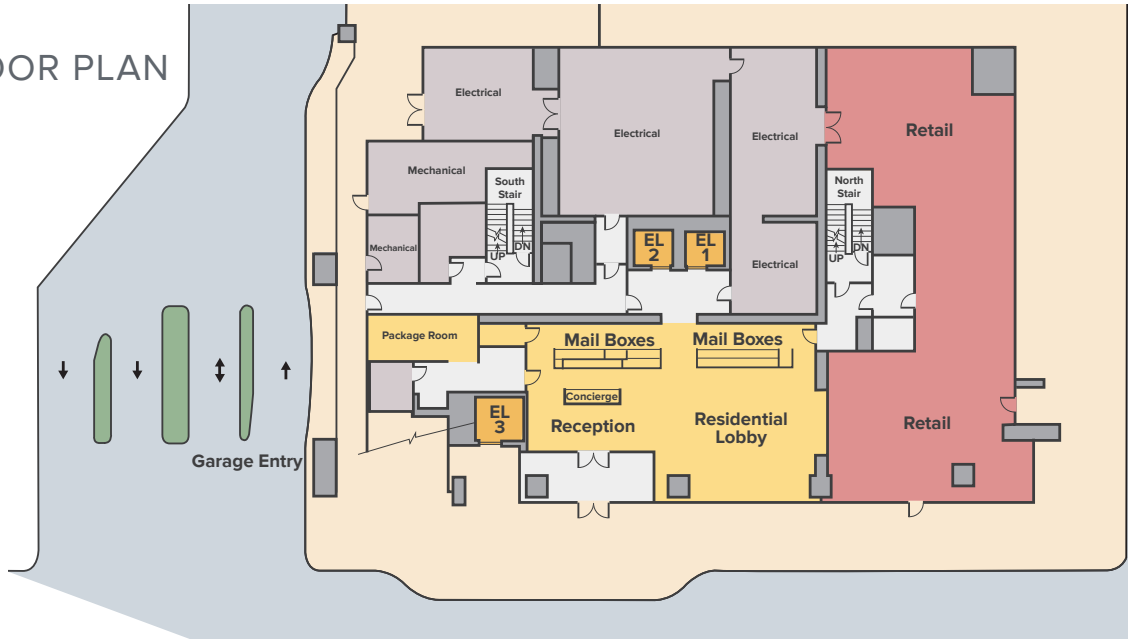 OOR PLAN
Electrical
Electrical
Electrical
Retail
Mechanical
South
Stair
North
Stair
Mechanical
UP
DN
EL
2
EL
1
UP
DN
Electrical
Package Room
Mail Boxes
Mail Boxes
Concierge
EL
3
Reception
Residential
Lobby
Retail
Garage Entry